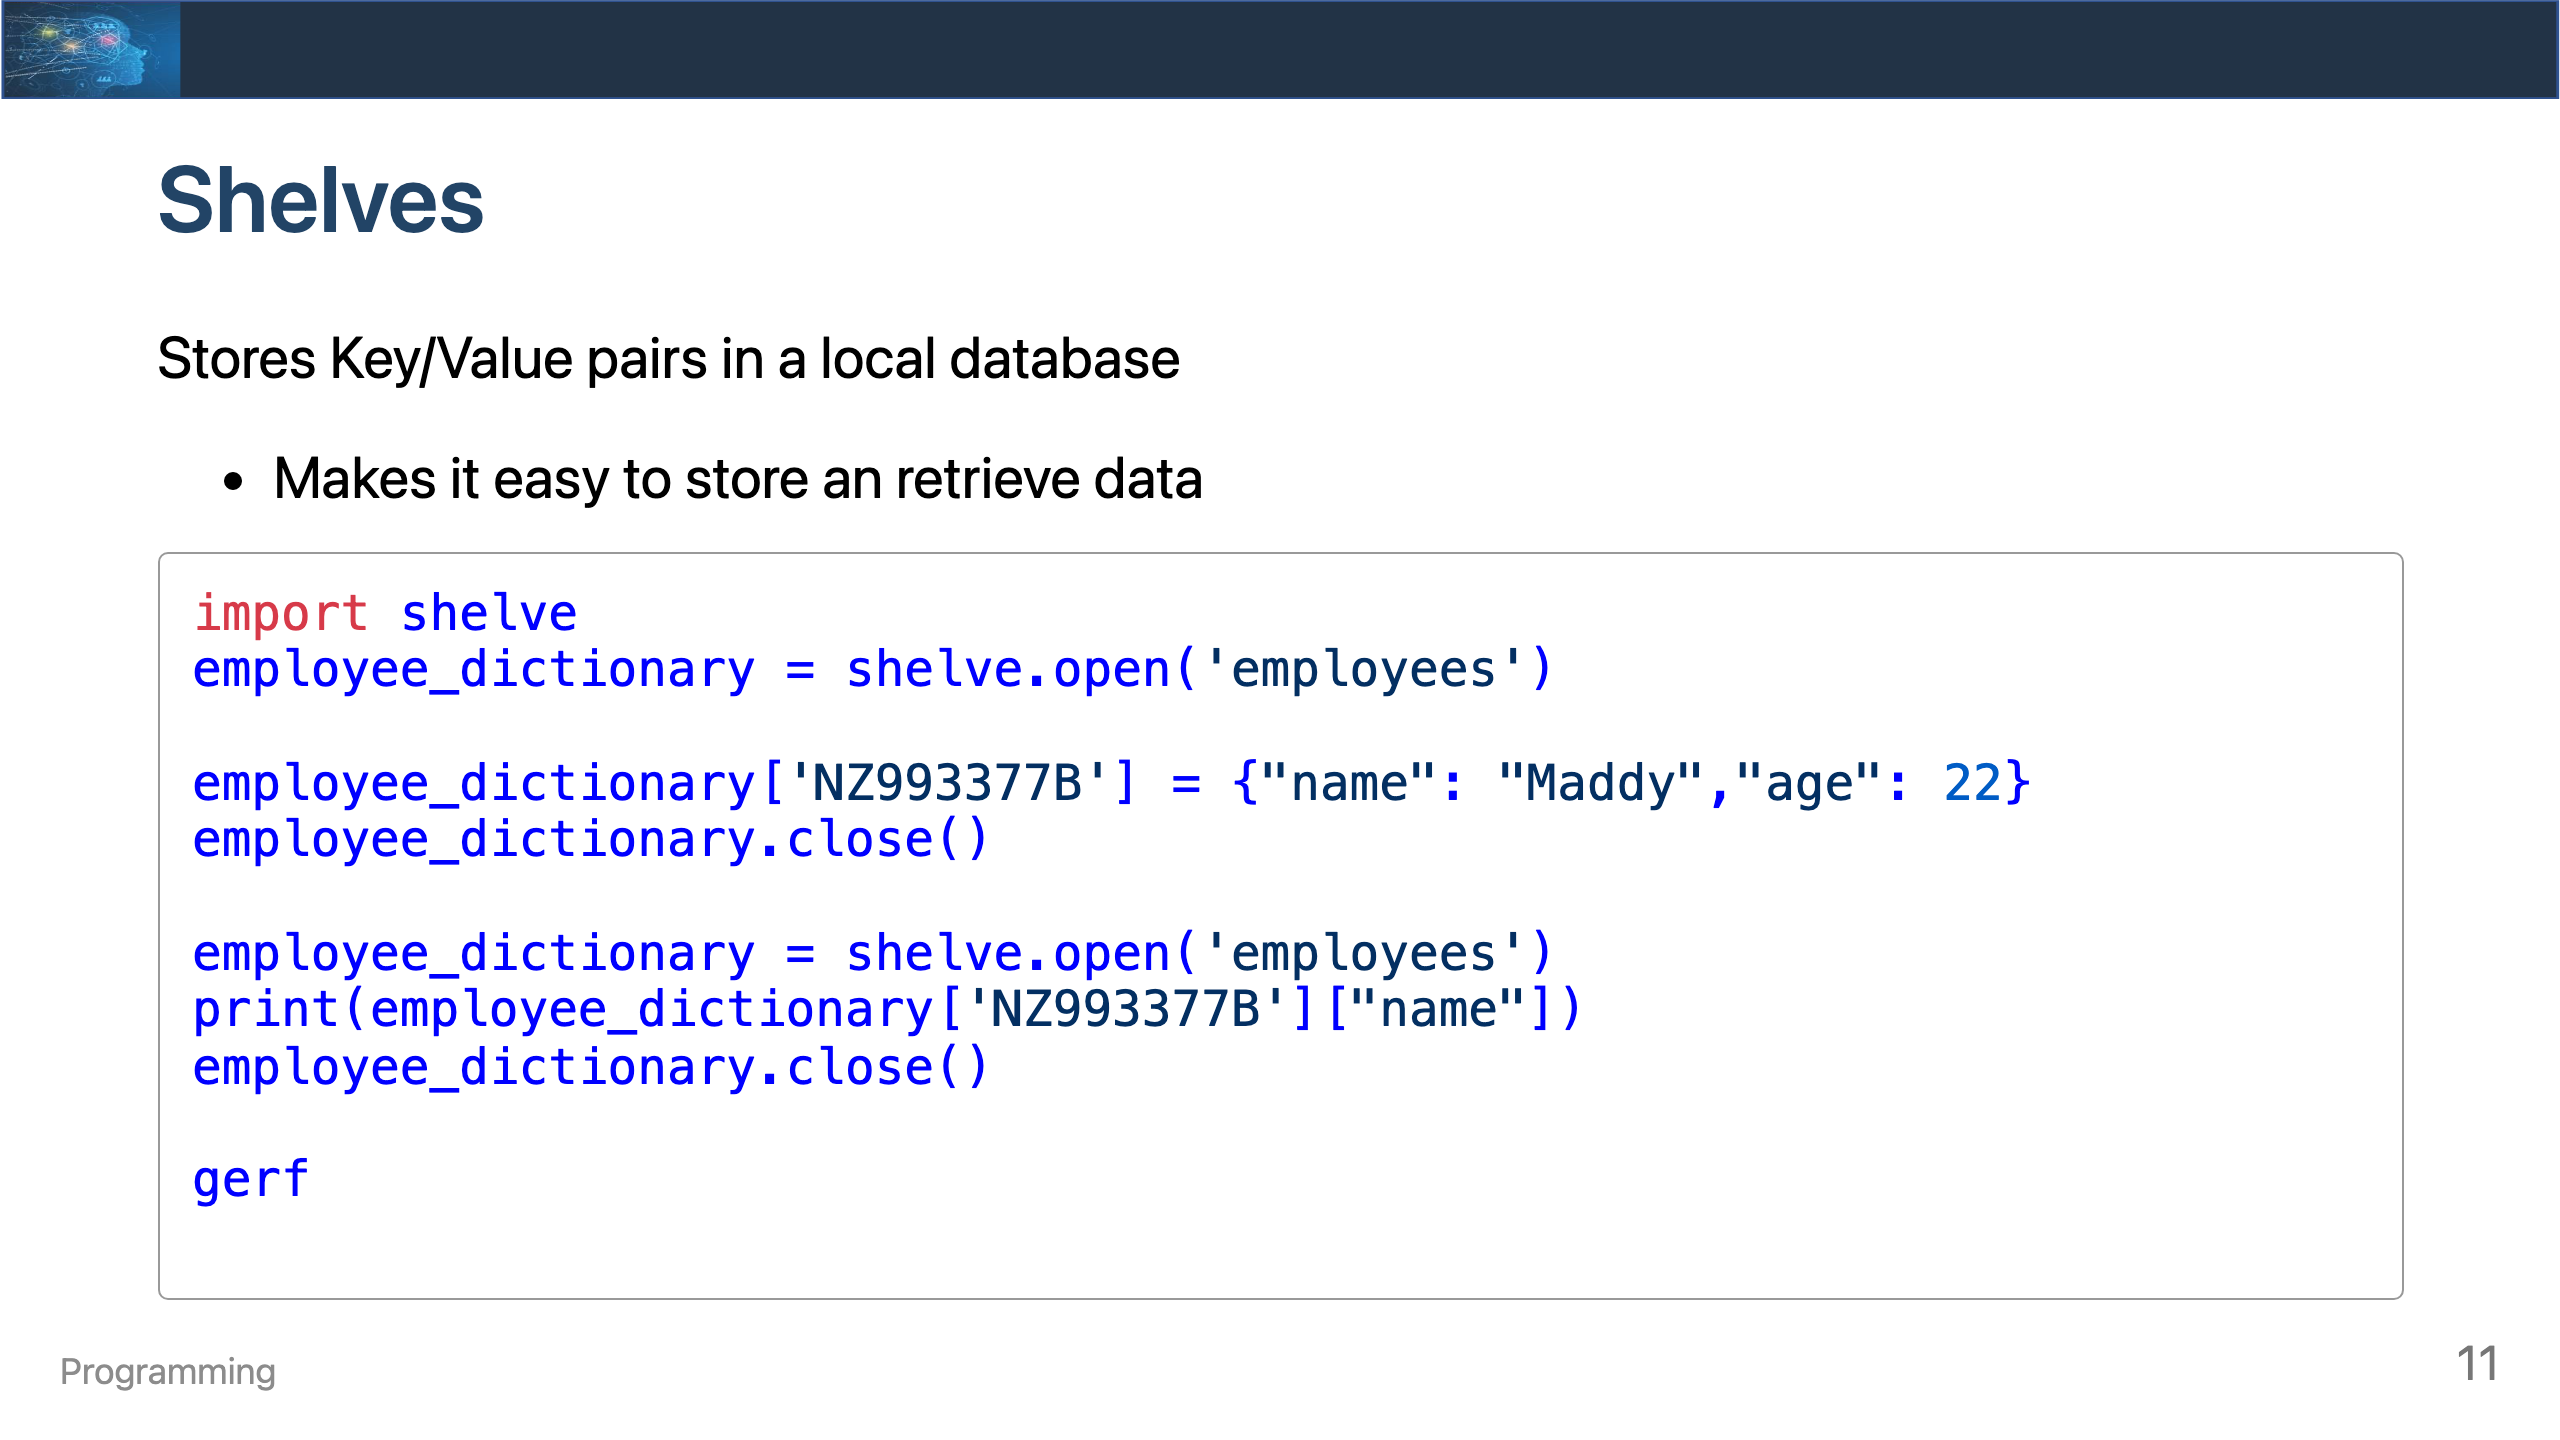 Shelves
Stores Key/Value pairs in a local database
• Makes it easy to store an retrieve data
import shelve
employee_dictionary = shelve.open('employees')
employee_dictionary['NZ993377B'] = {"name": "Maddy","age": 22}
employee_dictionary.close()
employee_dictionary = shelve.open('employees')
print(employee_dictionary['NZ993377B']["name"])
employee_dictionary.close()
gerf
Programming
11